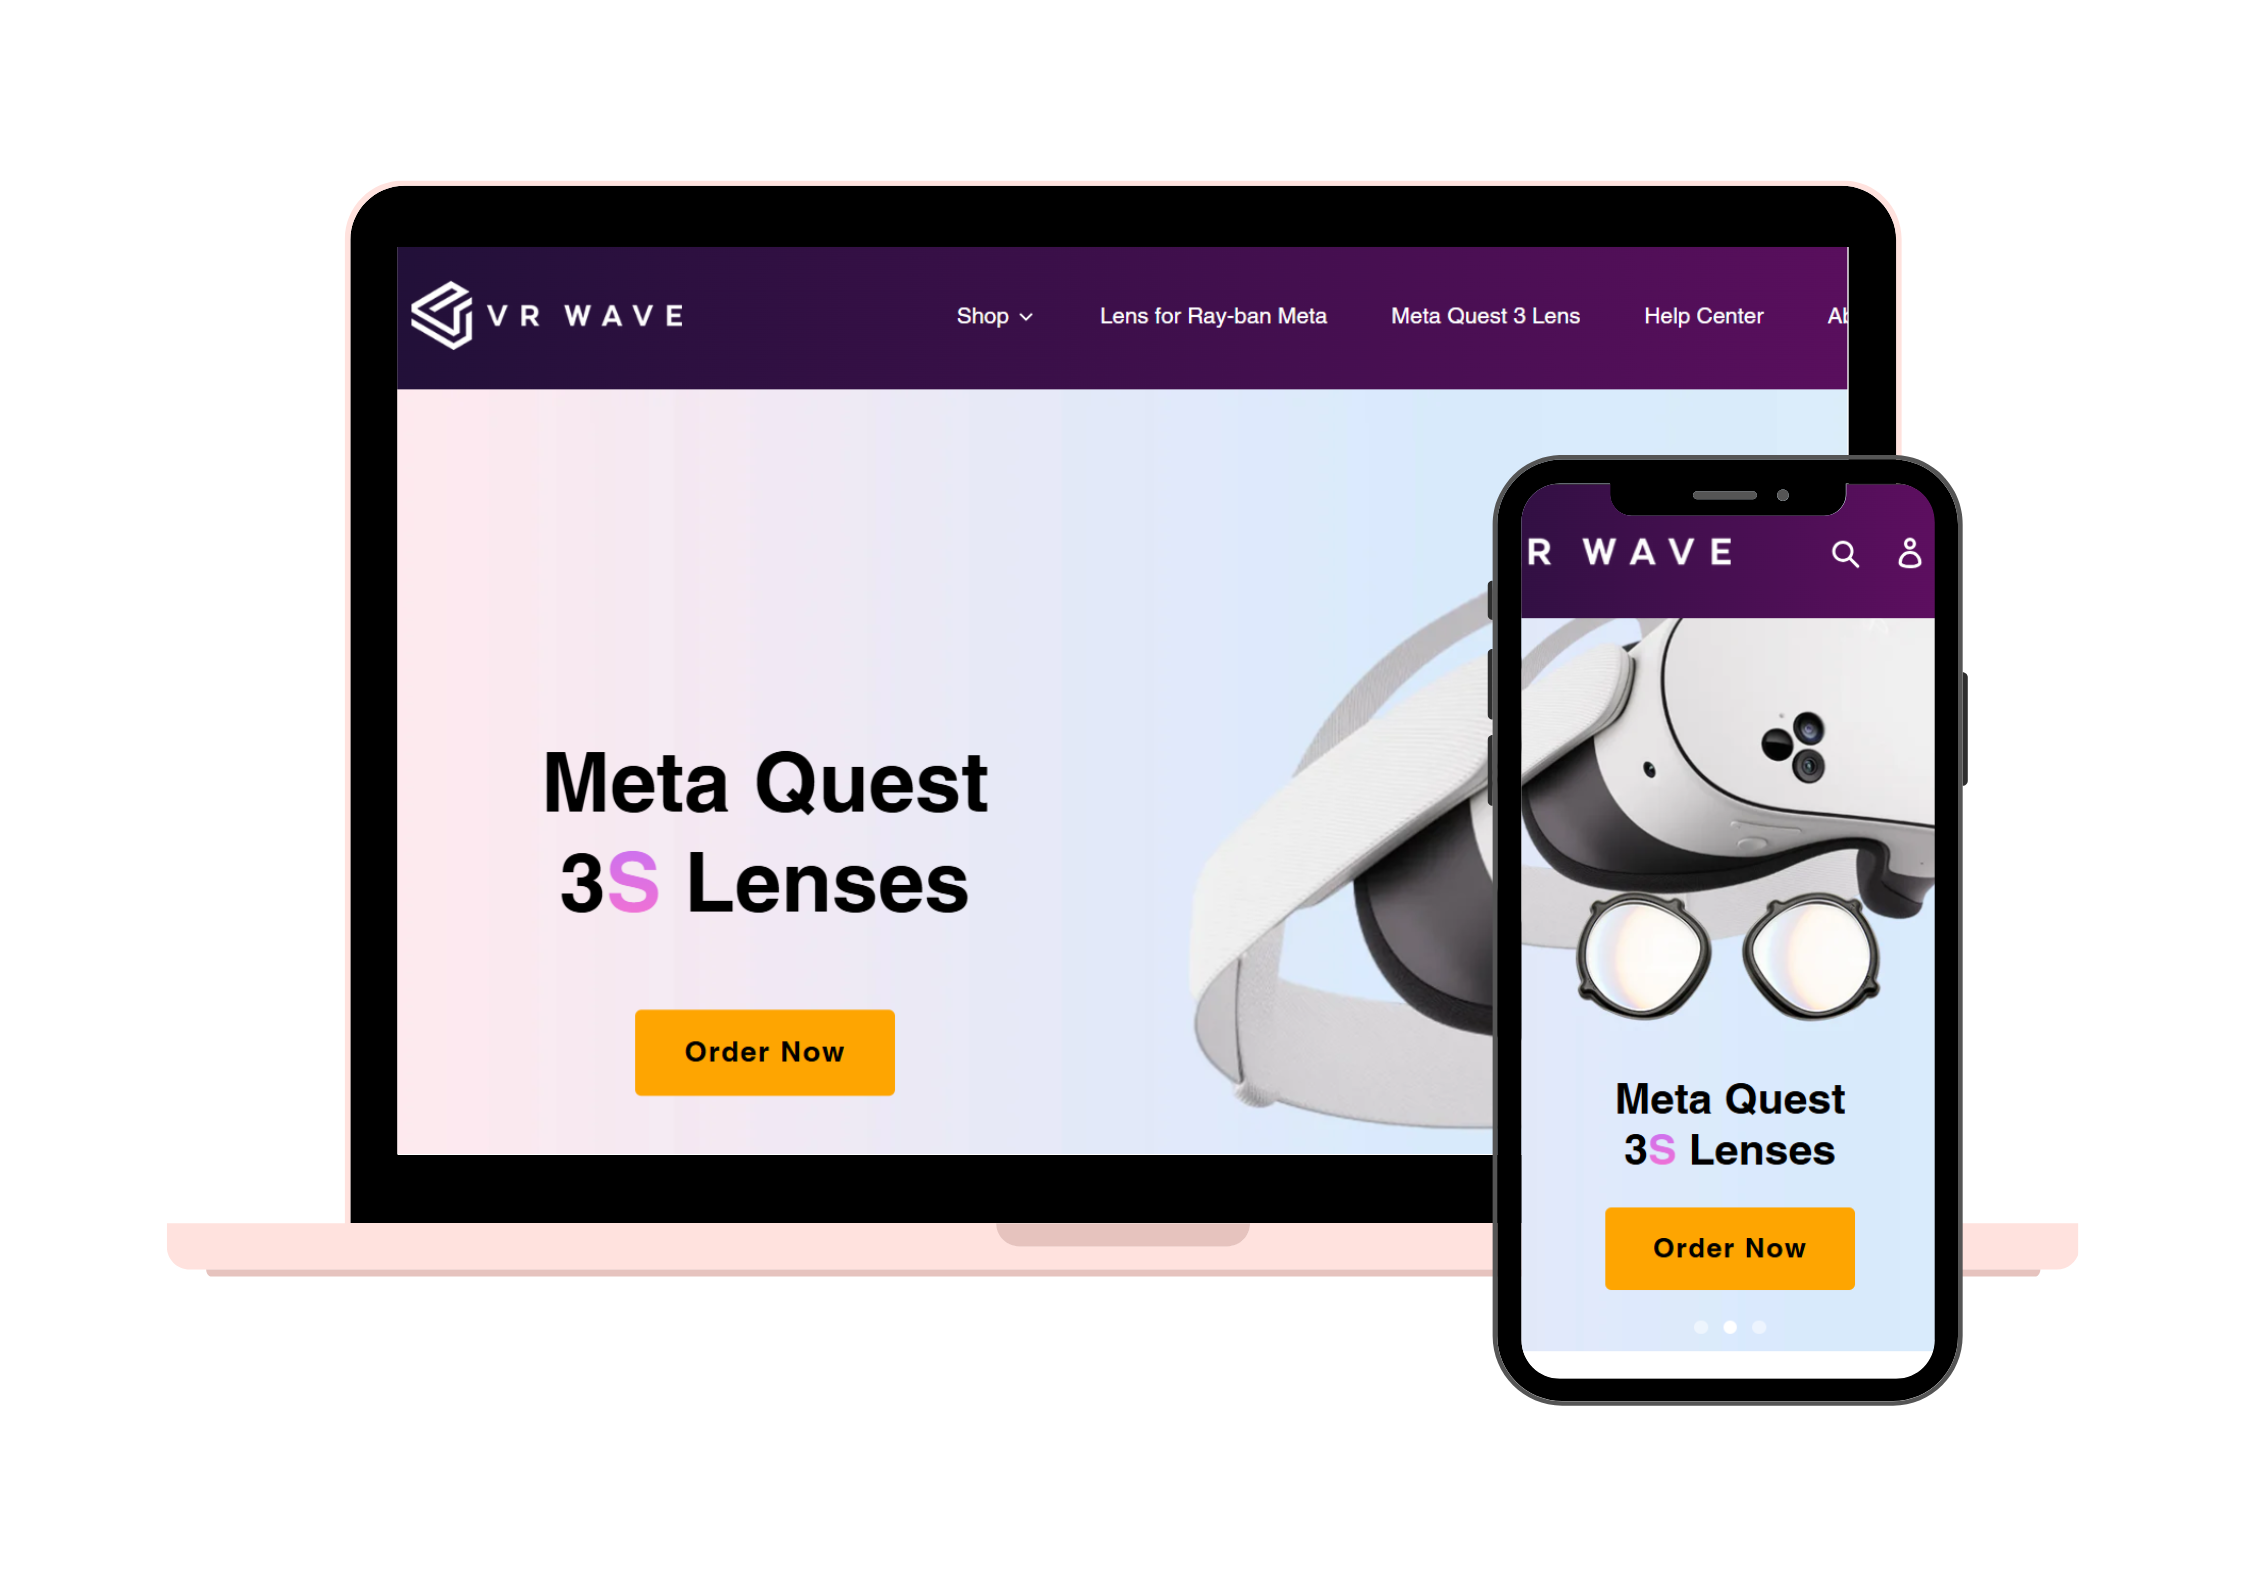 VR WAVE
Shop
Lens for Ray-ban Meta
Meta Quest 3 Lens
Help Center
Meta Quest
3S Lenses
Order Now
R WAVE
Meta Quest
3S Lenses
Order Now